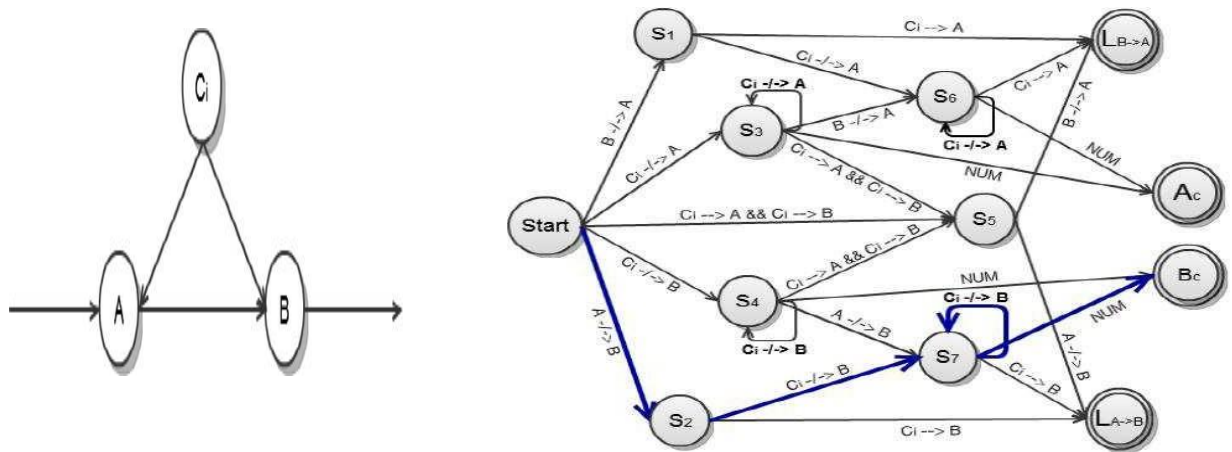 Ci
A
B
Start
S1
S2
S3
S4
S5
S6
S7
LB->A
Ac
Bc
LA->B
B -/-> A
Ci --> A
Ci -/-> A
Ci -/-> A
Ci -/-> A
B -/-> A
Ci --> A
Ci -/-> A
NUM
NUM
Ci --> A && Ci --> B
Ci --> A && Ci --> B
B -/-> A
Ci -/-> B
Ci --> A && Ci --> B
NUM
Ci -/-> B
A -/-> B
Ci -/-> B
NUM
A -/-> B
A -/-> B
Ci -/-> B
Ci --> B
Ci --> B